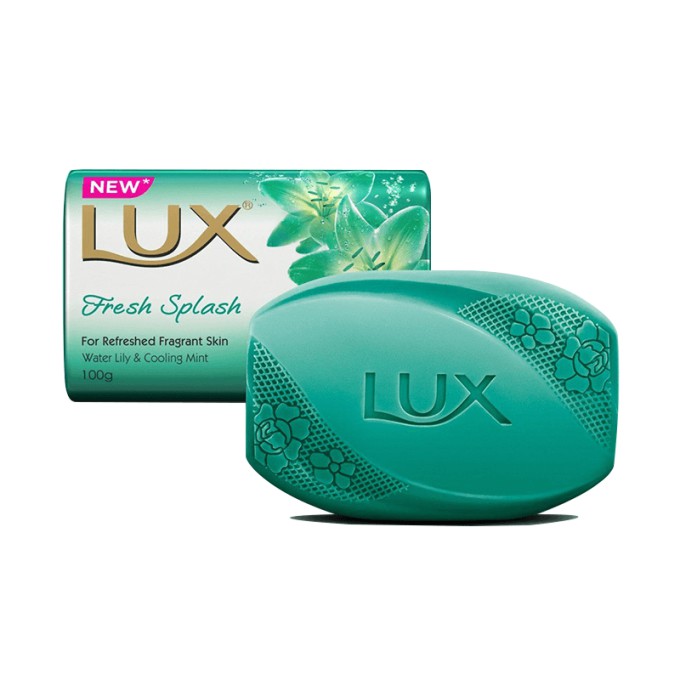 NEW*
LUX®
Fresh Splash
For Refreshed Fragrant Skin
Water Lily & Cooling Mint
100g
LUX